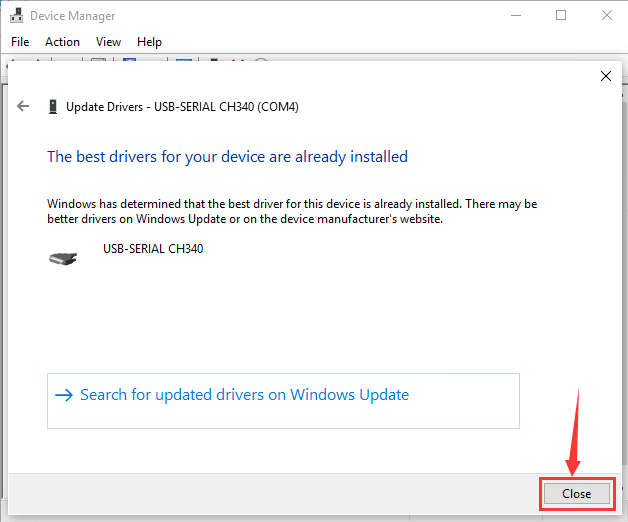 Device Manager
File Action View Help
Update Drivers - USB-SERIAL CH340 (COM4)
The best drivers for your device are already installed
Windows has determined that the best driver for this device is already installed. There may be
better drivers on Windows Update or on the device manufacturer's website.
USB-SERIAL CH340
Search for updated drivers on Windows Update
Close